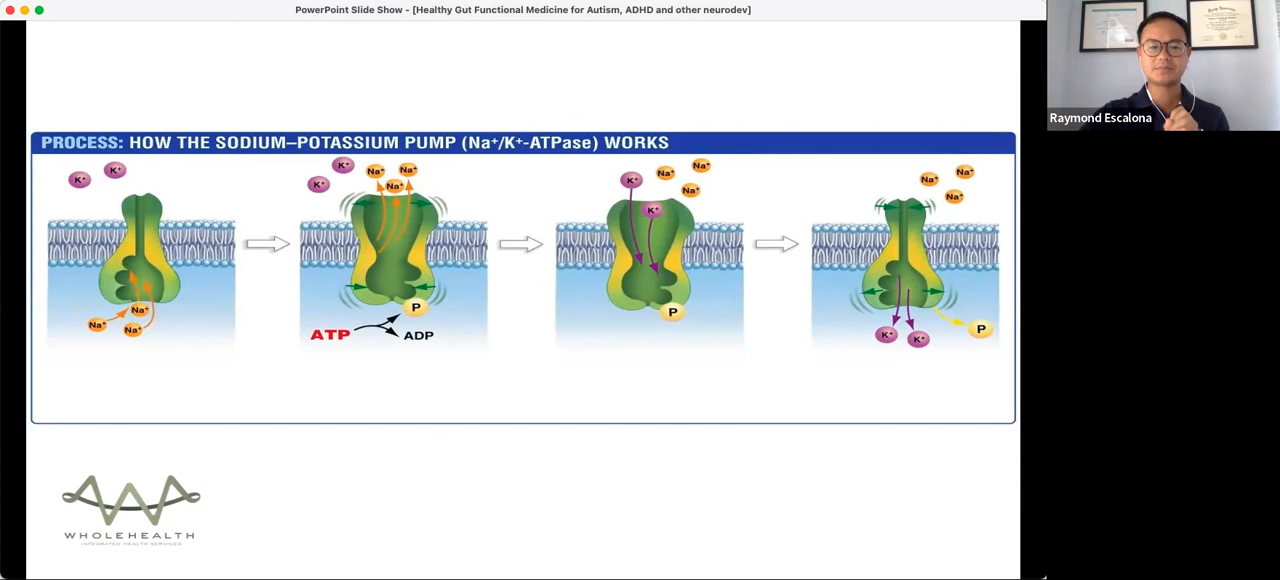 PowerPoint Slide Show - [Healthy Gut Functional Medicine for Autism, ADHD and other neurodev]
Raymond Escalona
PROCESS: HOW THE SODIUM–POTASSIUM PUMP (Na⁺/K⁺-ATPase) WORKS
K⁺ K⁺
Na⁺ Na⁺ Na⁺
K⁺ K⁺ Na⁺ Na⁺ Na⁺
P
ATP ADP
K⁺ K⁺ Na⁺ Na⁺ Na⁺
P
Na⁺ Na⁺ Na⁺
K⁺ K⁺ P
WHOLEHEALTH
INTEGRATED HEALTH SERVICES